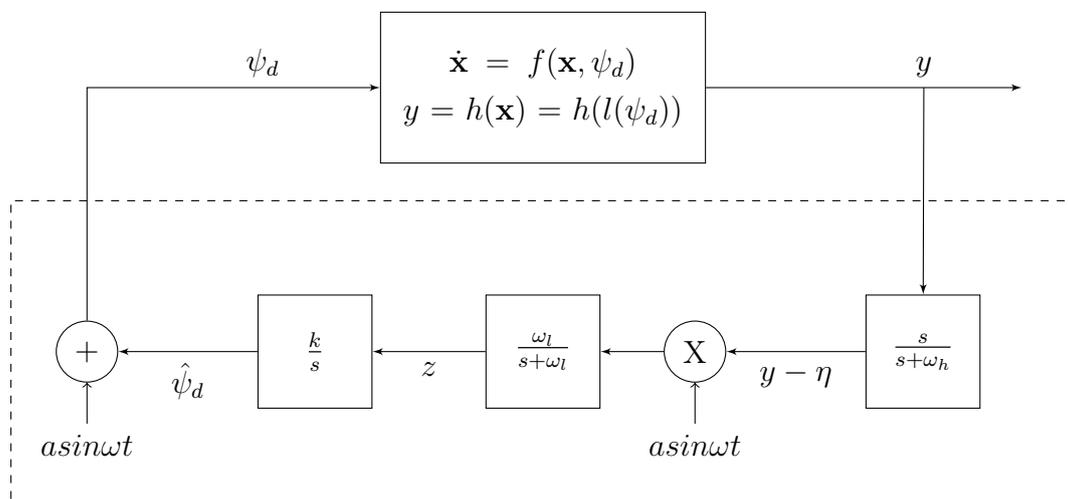 ψ_d
ẋ = f(x, ψ_d)
y = h(x) = h(l(ψ_d))
y
+
ψ̂_d
k/s
z
ω_l/(s+ω_l)
X
y − η
s/(s+ω_h)
asinωt
asinωt